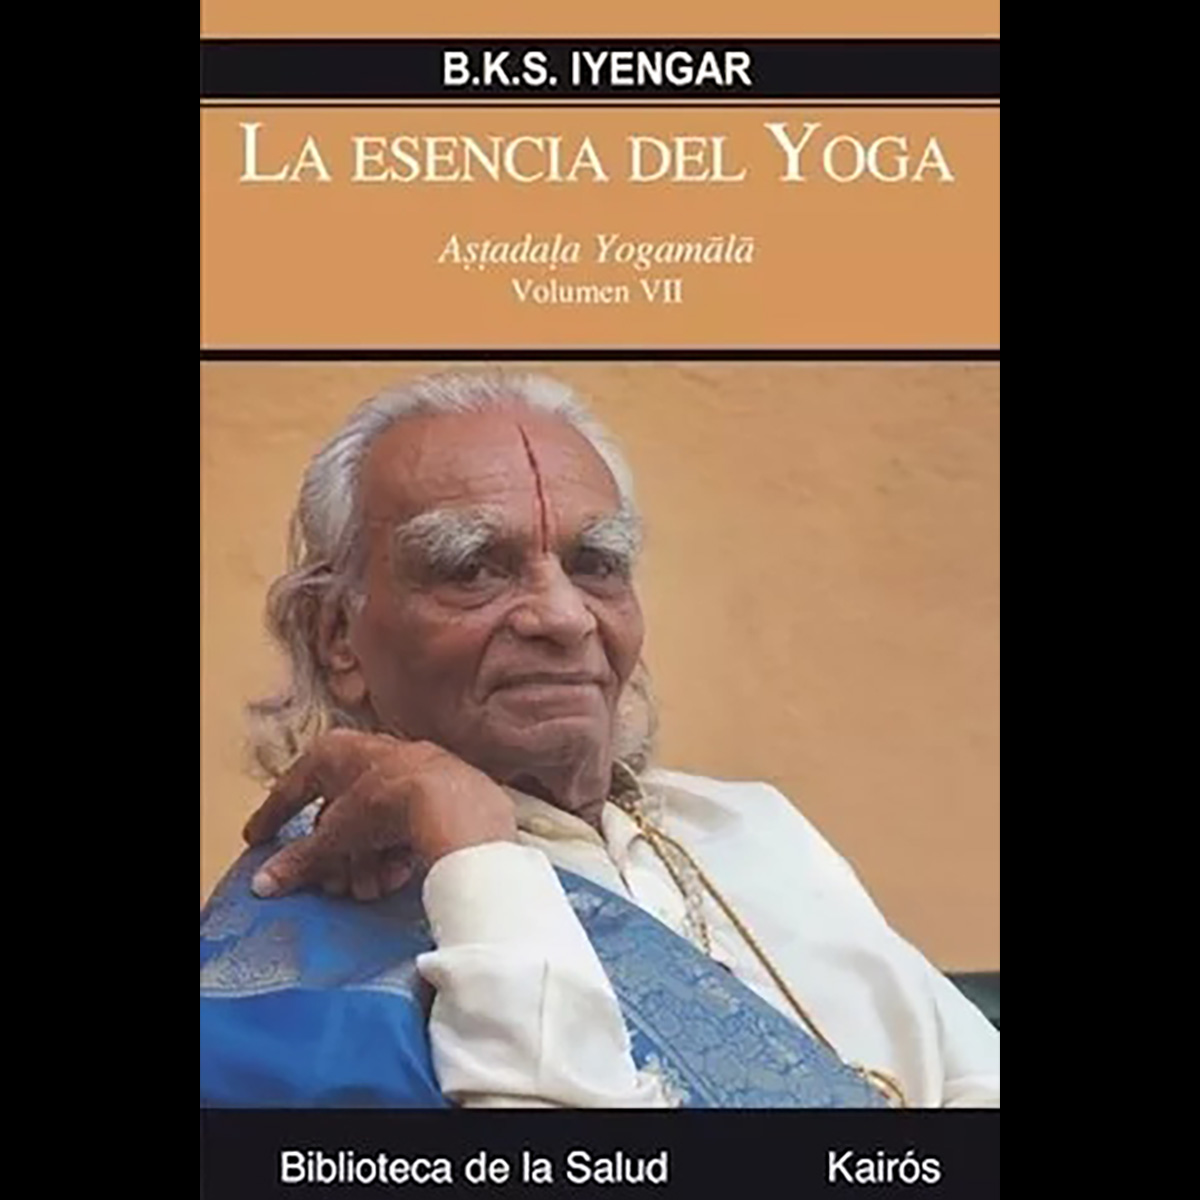 B.K.S. IYENGAR
LA ESENCIA DEL YOGA
Aṣṭadaḷa Yogamālā
Volumen VII
Biblioteca de la Salud
Kairós